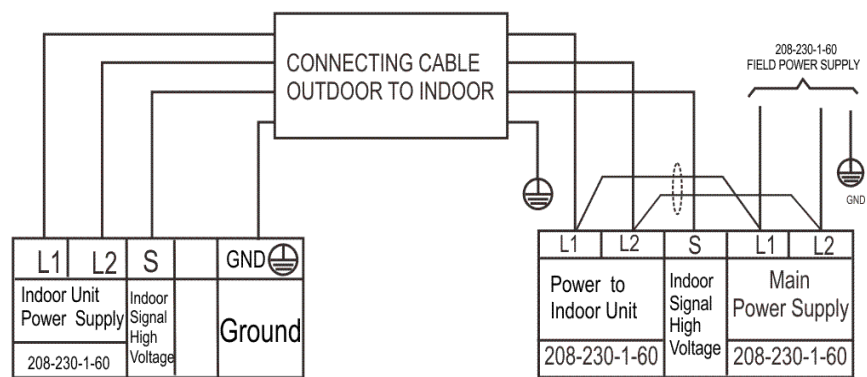 CONNECTING CABLE
OUTDOOR TO INDOOR
208-230-1-60
FIELD POWER SUPPLY
GND
L1 L2 S GND
Indoor Unit
Power Supply
208-230-1-60
Indoor
Signal
High
Voltage
Ground
L1 L2 S L1 L2
Power to
Indoor Unit
208-230-1-60
Indoor
Signal
High
Voltage
Main
Power Supply
208-230-1-60